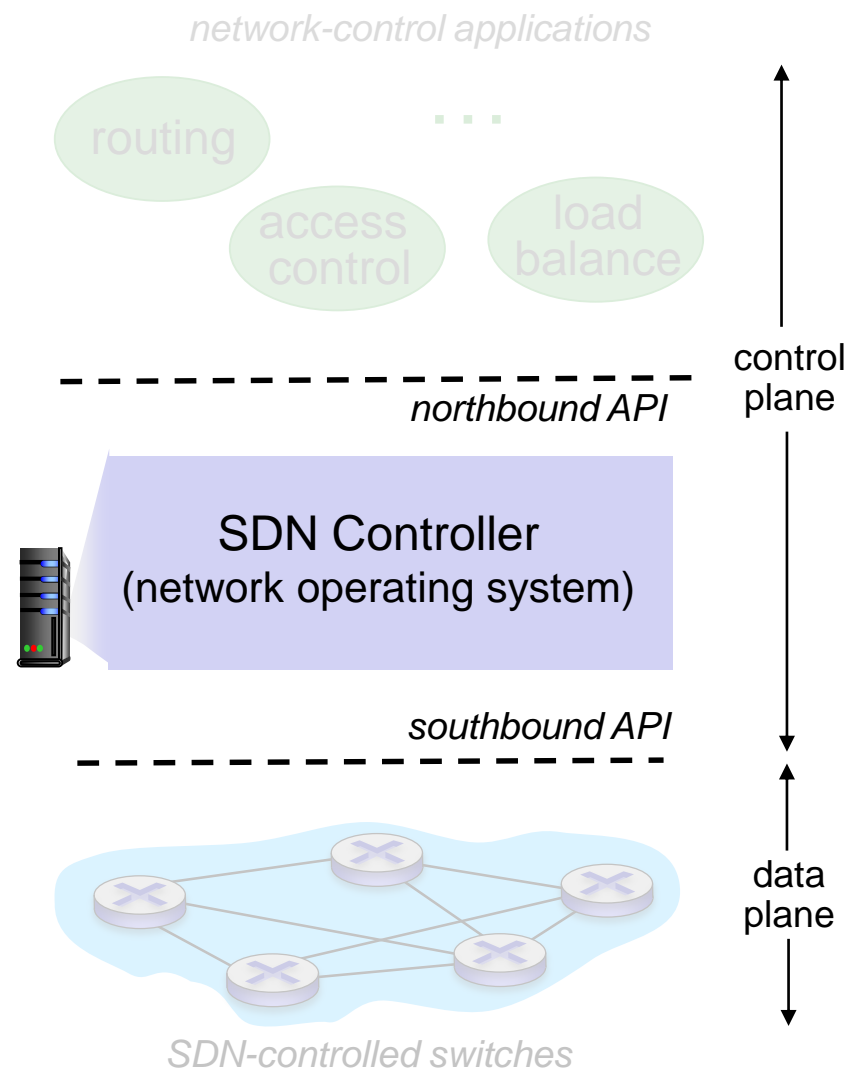 network-control applications
routing
...
access
control
load
balance
control
plane
northbound API
SDN Controller
(network operating system)
southbound API
data
plane
SDN-controlled switches